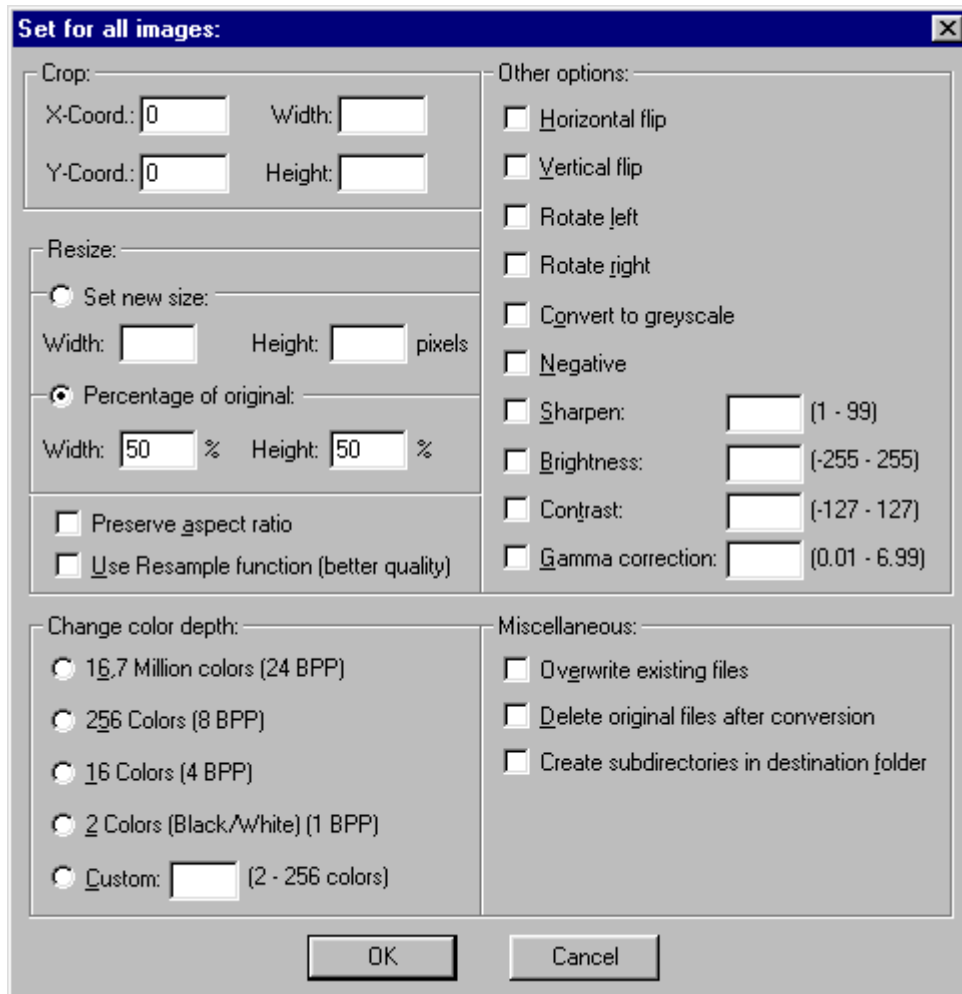 Set for all images:
Crop:
X-Coord.: 0 Width:
Y-Coord.: 0 Height:
Resize:
Set new size:
Width: Height: pixels
Percentage of original:
Width: 50 % Height: 50 %
Preserve aspect ratio
Use Resample function (better quality)
Other options:
Horizontal flip
Vertical flip
Rotate left
Rotate right
Convert to greyscale
Negative
Sharpen: (1 - 99)
Brightness: (-255 - 255)
Contrast: (-127 - 127)
Gamma correction: (0.01 - 6.99)
Change color depth:
16,7 Million colors (24 BPP)
256 Colors (8 BPP)
16 Colors (4 BPP)
2 Colors (Black/White) (1 BPP)
Custom: (2 - 256 colors)
Miscellaneous:
Overwrite existing files
Delete original files after conversion
Create subdirectories in destination folder
OK Cancel